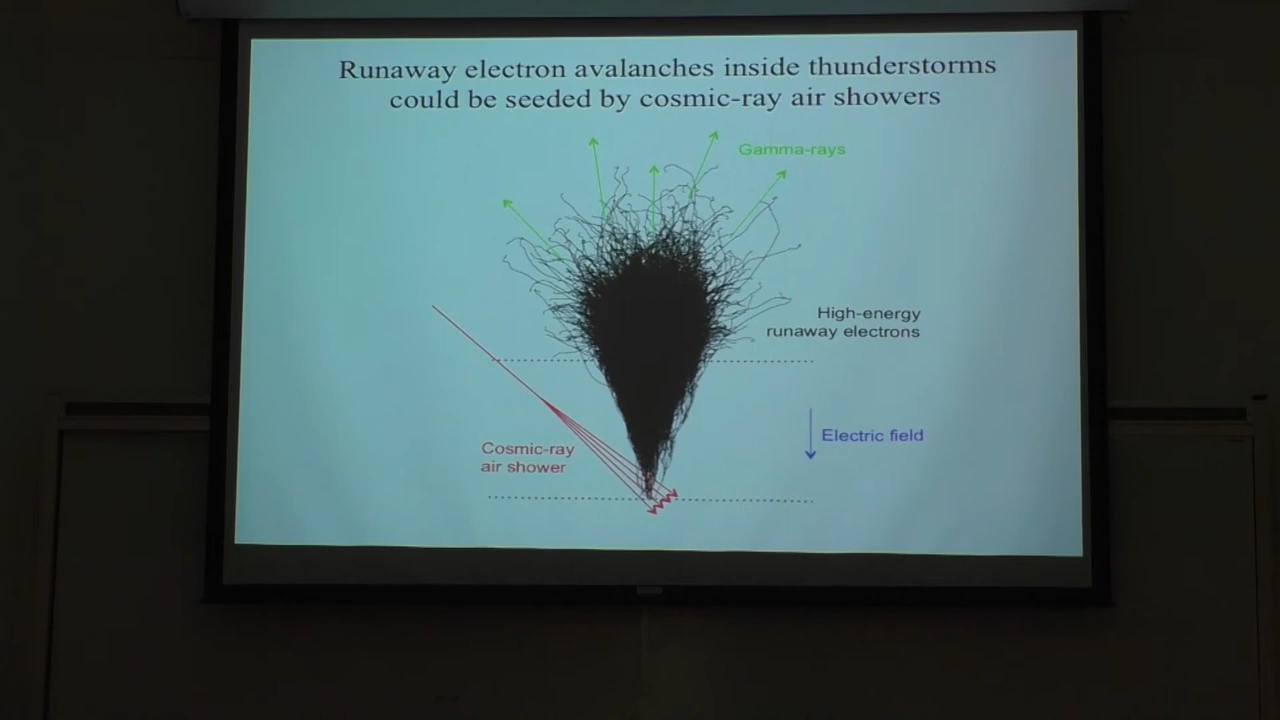 Runaway electron avalanches inside thunderstorms
could be seeded by cosmic-ray air showers
Gamma-rays
High-energy
runaway electrons
Electric field
Cosmic-ray
air shower